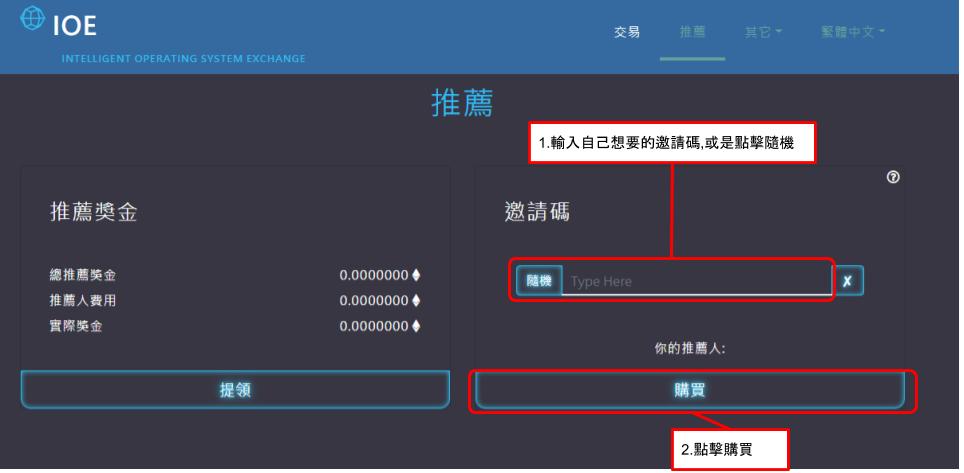 IOE
INTELLIGENT OPERATING SYSTEM EXCHANGE
交易 推薦 其它 繁體中文
推薦
1.輸入自己想要的邀請碼,或是點擊隨機
推薦獎金
總推薦獎金 0.0000000
推薦人費用 0.0000000
實際獎金 0.0000000
提領
邀請碼
隨機 Type Here ✘
你的推薦人:
購買
2.點擊購買